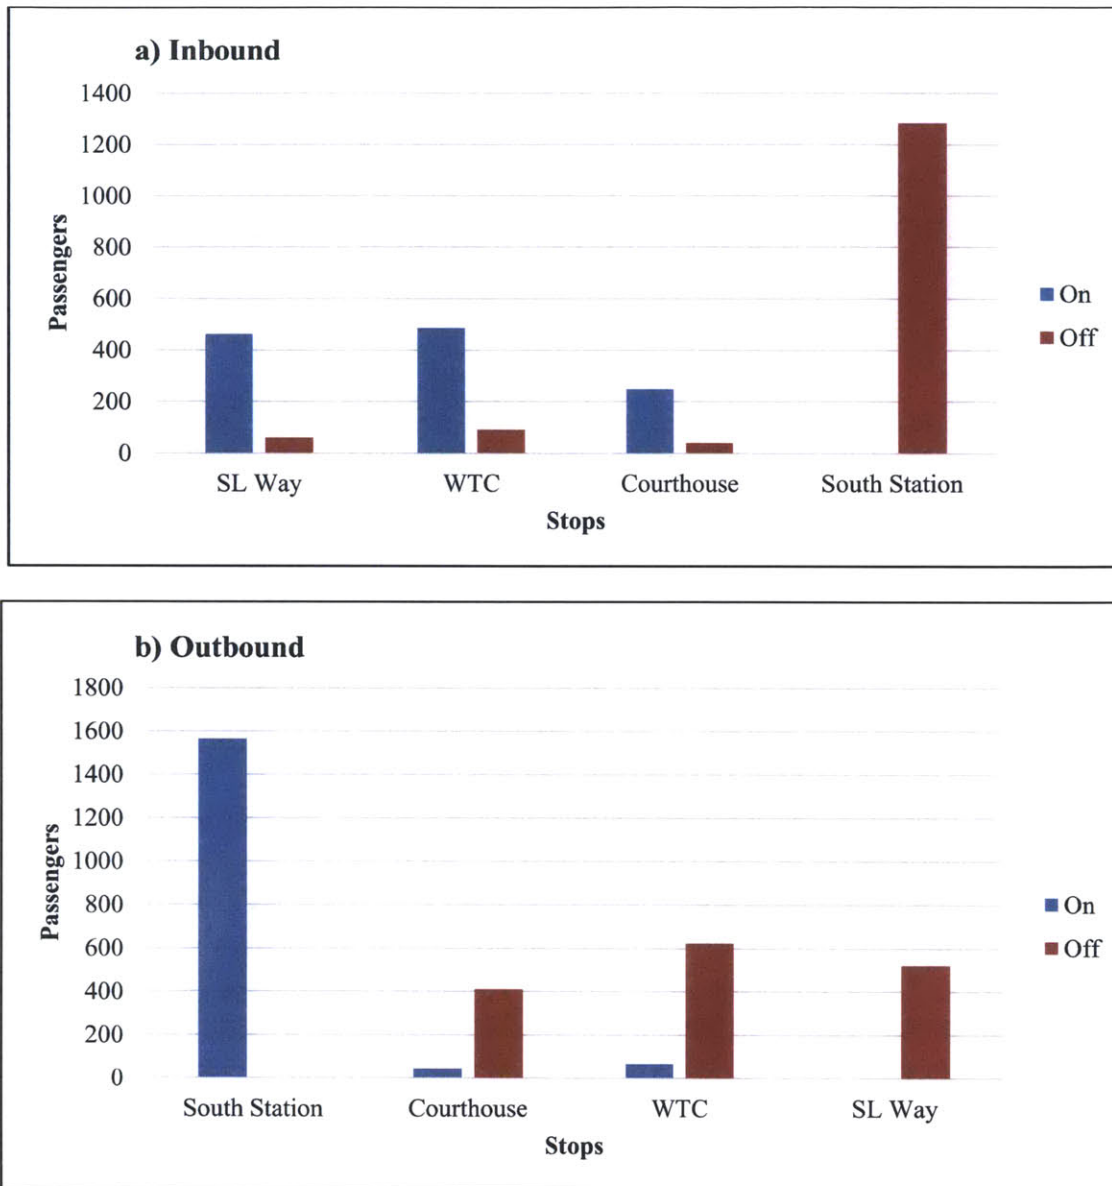 a) Inbound
1400
1200
1000
800
600
400
200
0
Passengers
SL Way WTC Courthouse South Station
Stops
On
Off
b) Outbound
1800
1600
1400
1200
1000
800
600
400
200
0
Passengers
South Station Courthouse WTC SL Way
Stops
On
Off